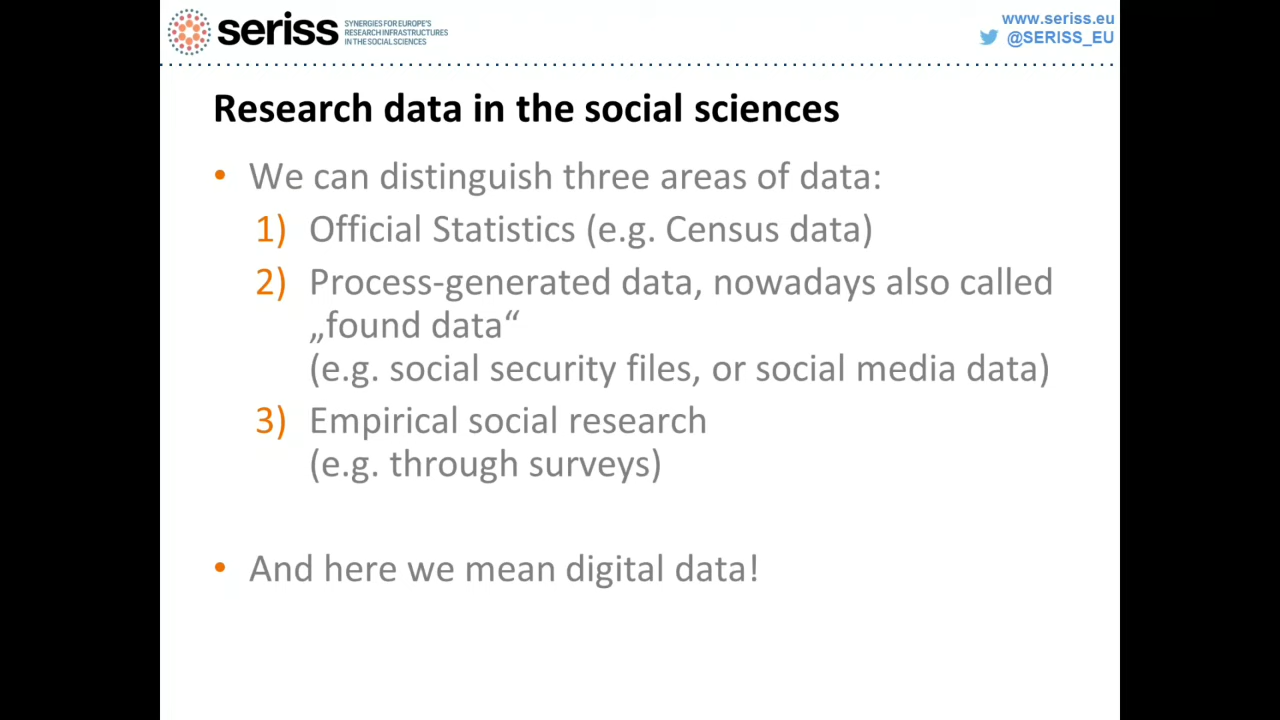 seriss
SYNERGIES FOR EUROPE'S
RESEARCH INFRASTRUCTURES
IN THE SOCIAL SCIENCES
www.seriss.eu
@SERISS_EU
Research data in the social sciences
• We can distinguish three areas of data:
1) Official Statistics (e.g. Census data)
2) Process-generated data, nowadays also called
„found data“
(e.g. social security files, or social media data)
3) Empirical social research
(e.g. through surveys)
• And here we mean digital data!